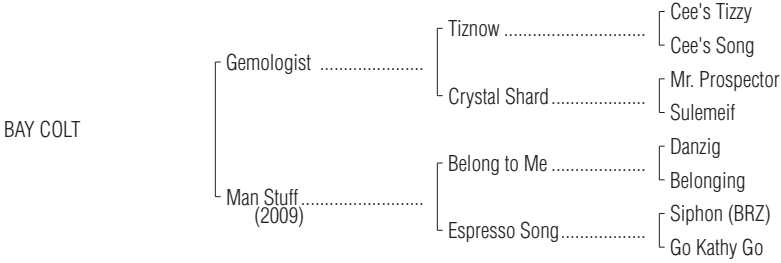 Cee's Tizzy
Tiznow ..............................
Cee's Song
Gemologist ......................
Mr. Prospector
Crystal Shard....................
Sulemeif
BAY COLT
Danzig
Belong to Me ....................
Belonging
Man Stuff..........................
(2009)
Siphon (BRZ)
Espresso Song..................
Go Kathy Go